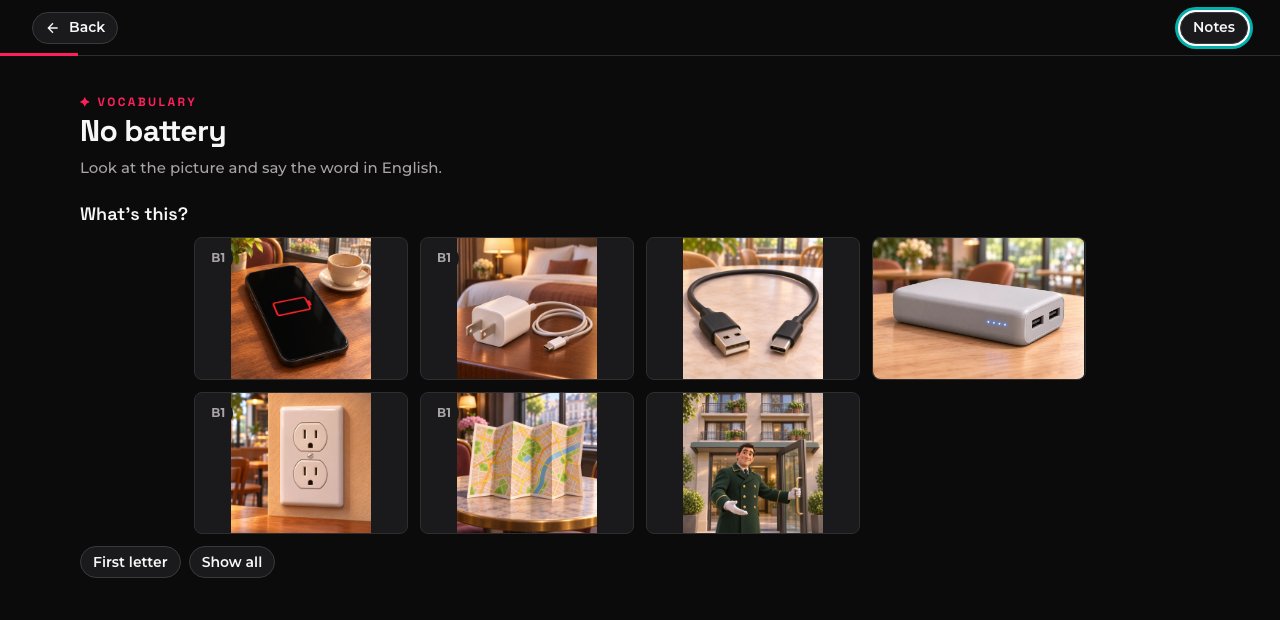 Back
Notes
VOCABULARY
No battery
Look at the picture and say the word in English.
What's this?
B1
B1
B1
B1
First letter
Show all